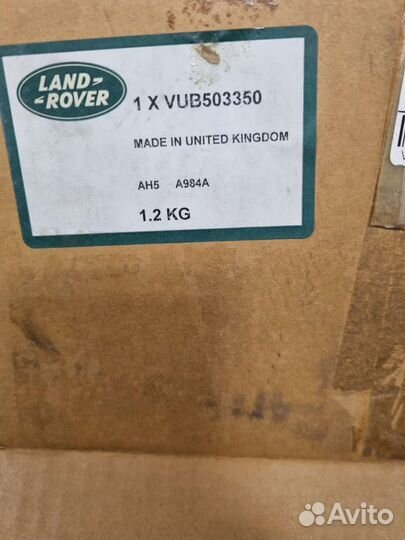 LAND-
-ROVER
1 X VUB503350
MADE IN UNITED KINGDOM
AH5 A984A
1.2 KG
Avito